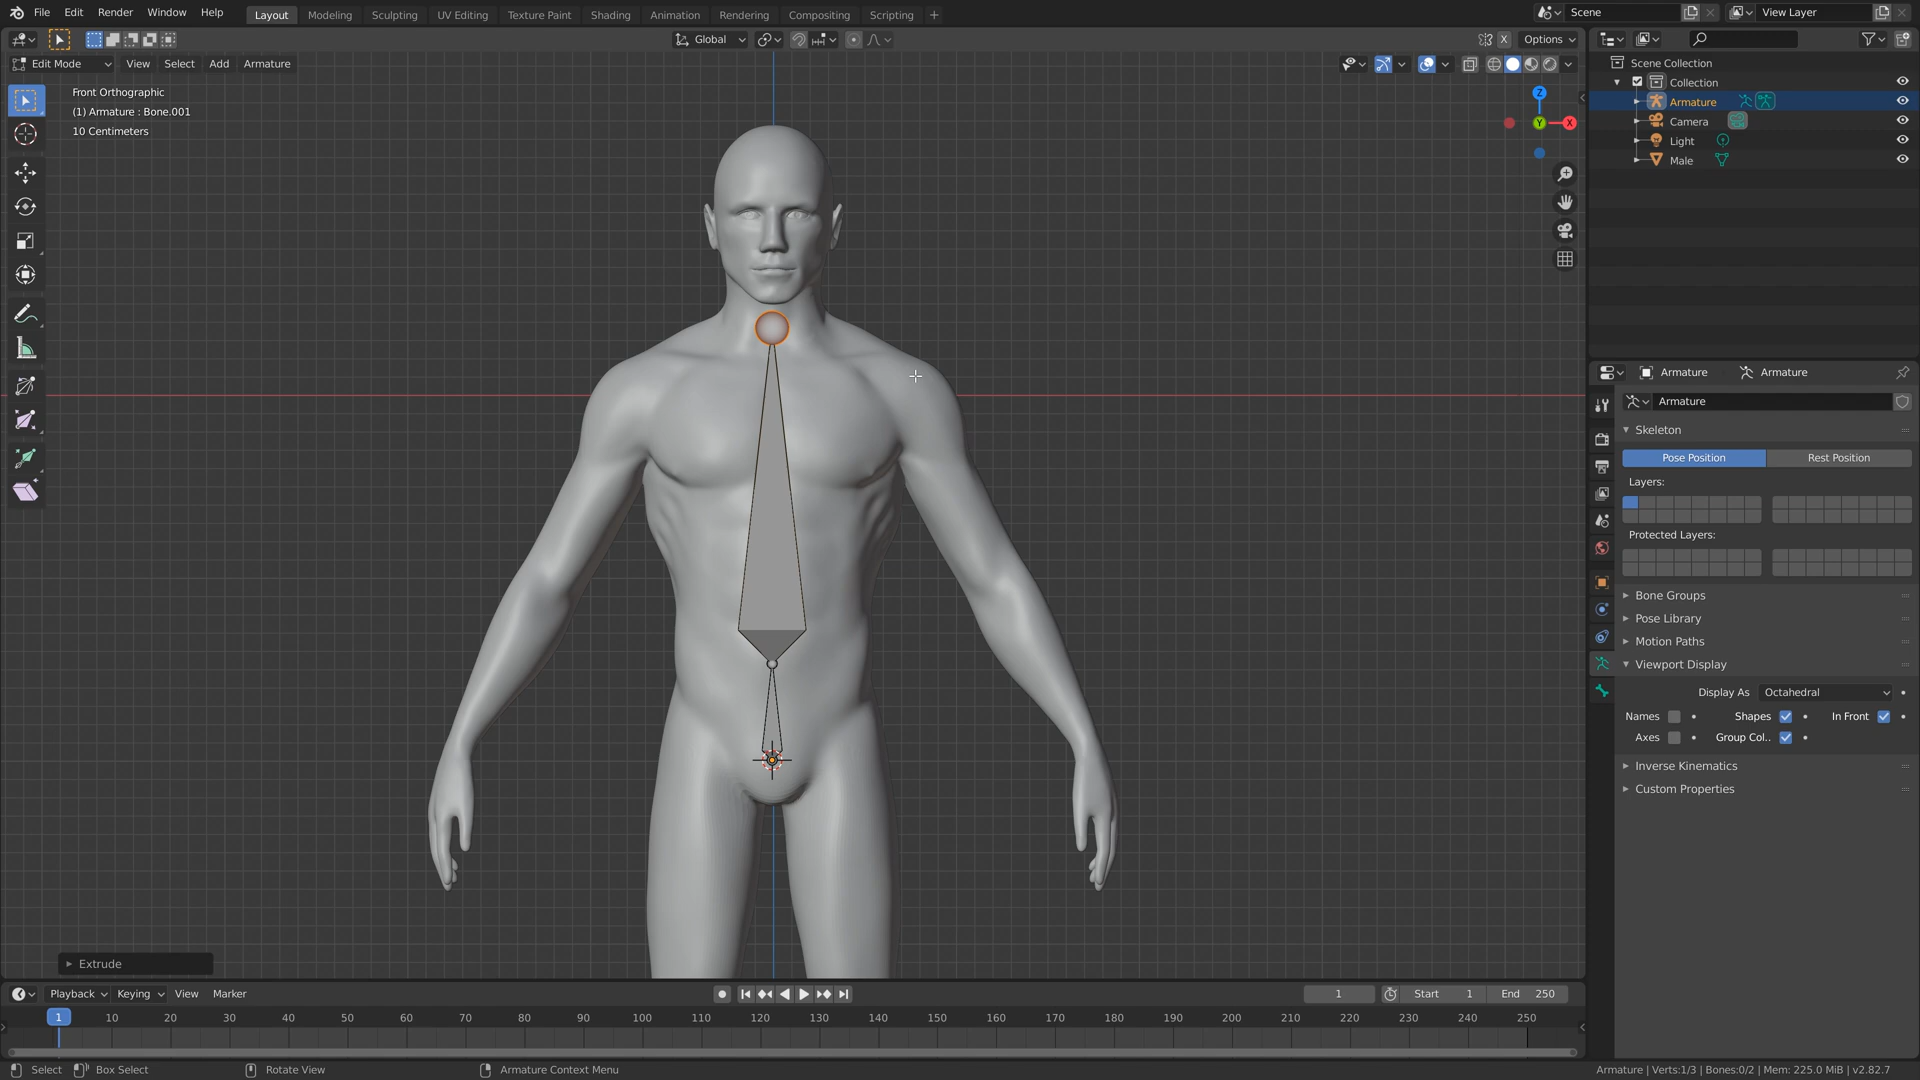 File Edit Render Window Help
Layout Modeling Sculpting UV Editing Texture Paint Shading Animation Rendering Compositing Scripting +
Scene
View Layer
Global
X
Options
Edit Mode View Select Add Armature
Front Orthographic
(1) Armature : Bone.001
10 Centimeters
Z
Y
X
Scene Collection
Collection
Armature
Camera
Light
Male
Armature Armature
Armature
Skeleton
Pose Position Rest Position
Layers:
Protected Layers:
Bone Groups
Pose Library
Motion Paths
Viewport Display
Display As Octahedral
Names Shapes In Front
Axes Group Col..
Inverse Kinematics
Custom Properties
Extrude
Playback Keying View Marker
1
Start 1 End 250
1 10 20 30 40 50 60 70 80 90 100 110 120 130 140 150 160 170 180 190 200 210 220 230 240 250
Select Box Select Rotate View Armature Context Menu
Armature | Verts:1/3 | Bones:0/2 | Mem: 225.0 MiB | v2.82.7